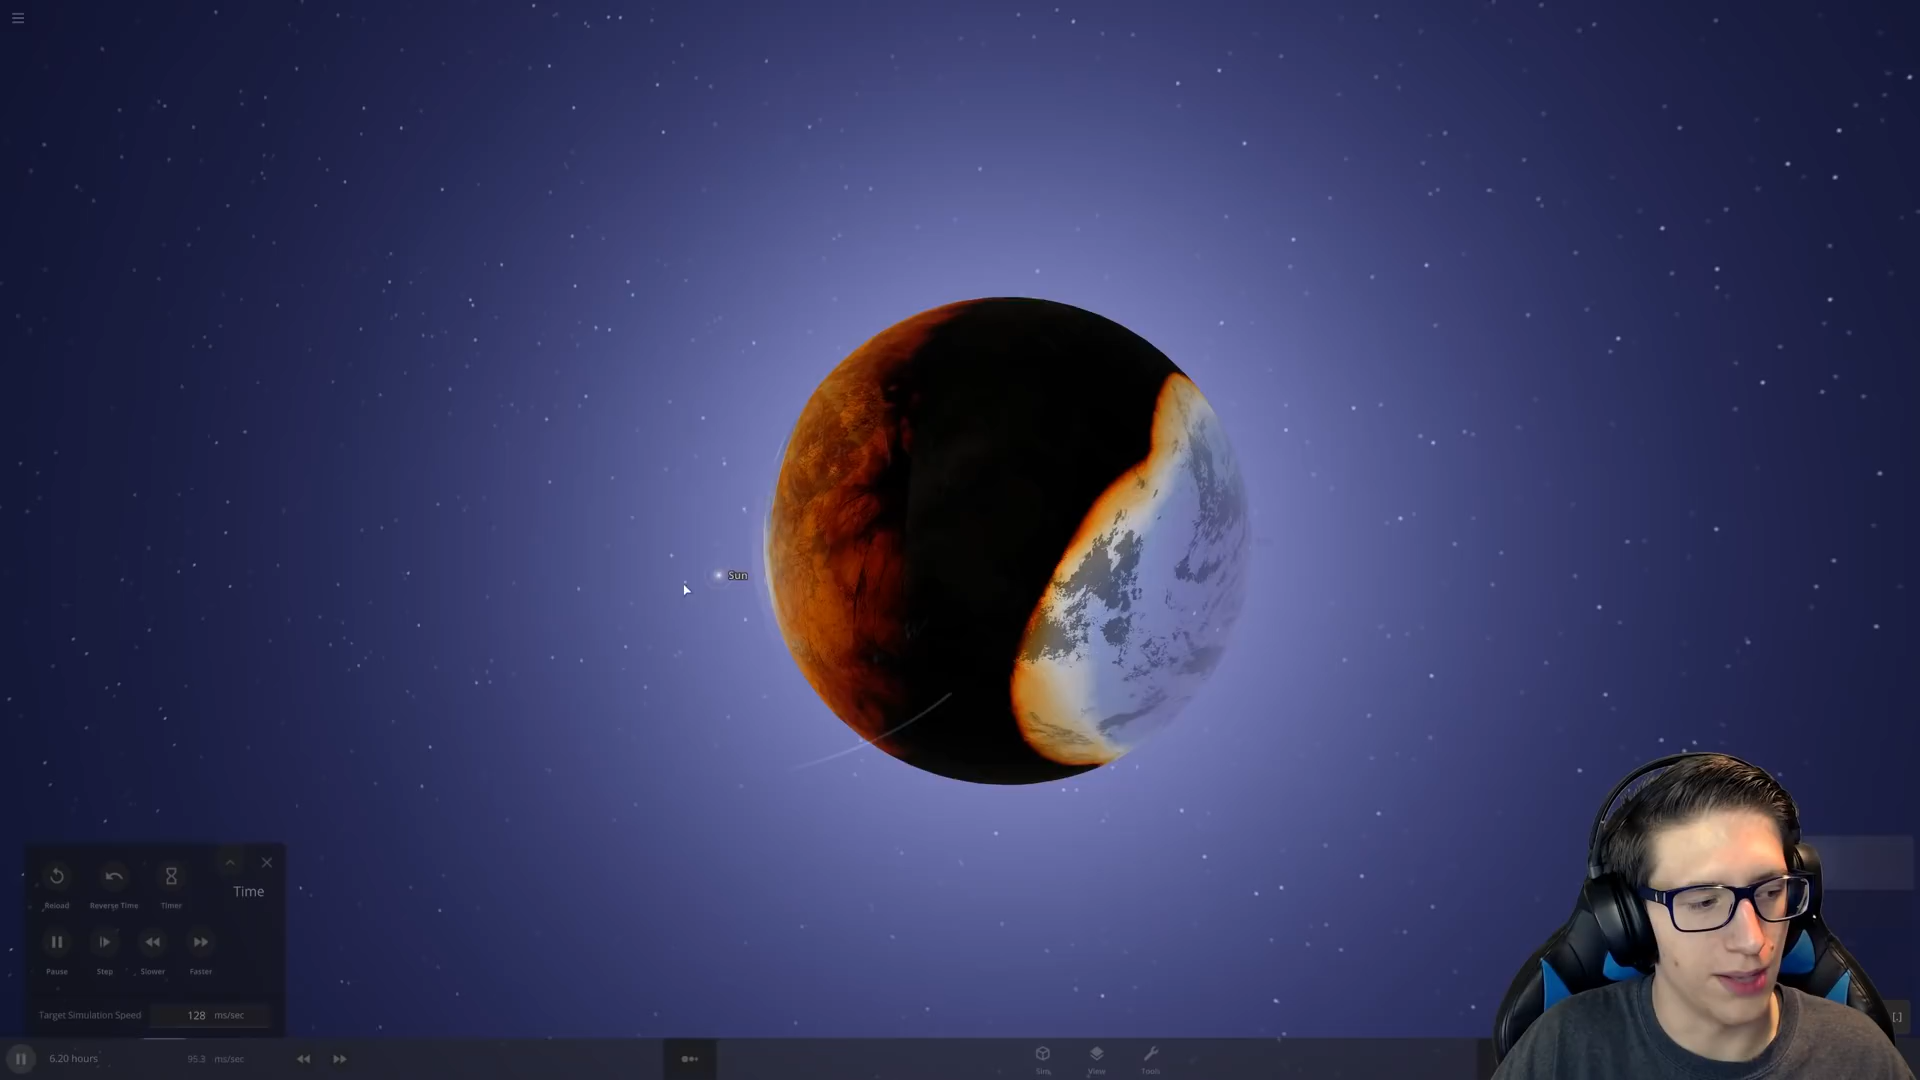 Sun
Time
Reload Reverse Time Timer
Pause Step Slower Faster
Target Simulation Speed 128 ms/sec
6.20 hours 95.3 ms/sec
Sim View Tools
[.]